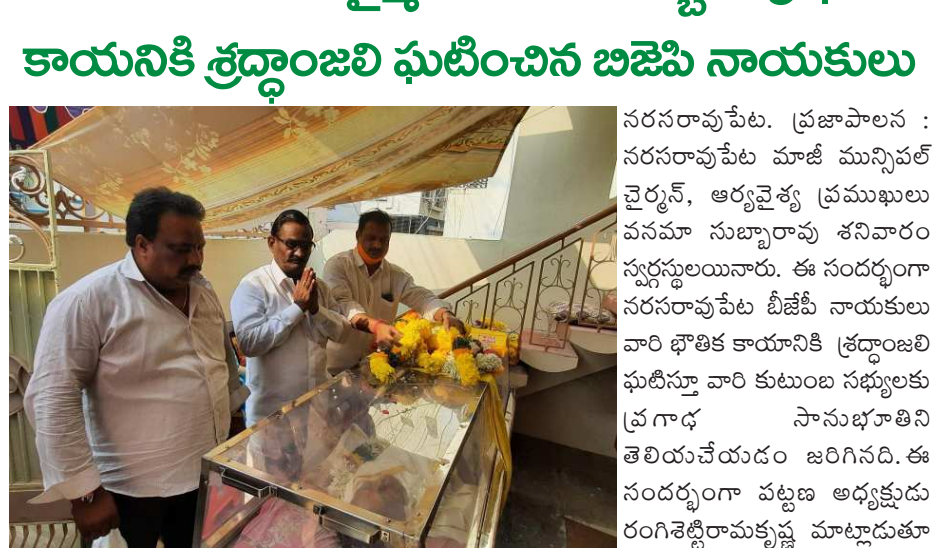 కాయనికి శ్రద్ధాంజలి ఘటించిన బిజెపి నాయకులు
నరసరావుపేట. ప్రజాపాలన :
నరసరావుపేట మాజీ మున్సిపల్
చైర్మన్, ఆర్యవైశ్య ప్రముఖులు
వనమా సుబ్బారావు శనివారం
స్వర్గస్థులయినారు. ఈ సందర్భంగా
నరసరావుపేట బీజేపీ నాయకులు
వారి భౌతిక కాయానికి శ్రద్ధాంజలి
ఘటిస్తూ వారి కుటుంబ సభ్యులకు
ప్రగాఢ సానుభూతిని
తెలియచేయడం జరిగినది. ఈ
సందర్భంగా పట్టణ అధ్యక్షుడు
రంగిశెట్టిరామకృష్ణ మాట్లాడుతూ